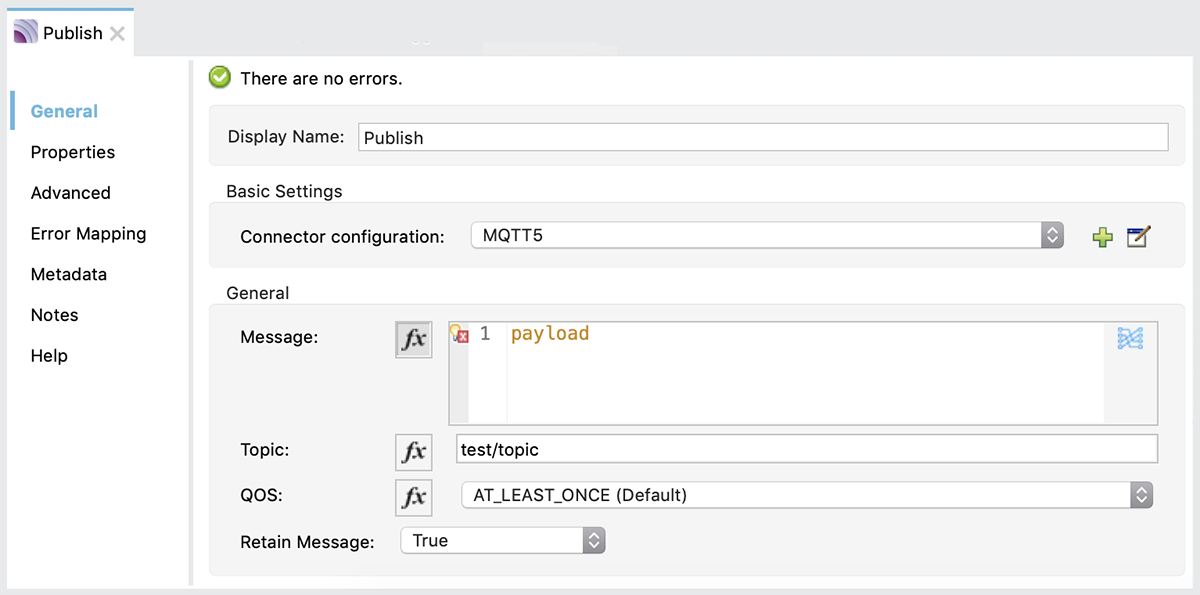 Publish
There are no errors.
General
Properties
Advanced
Error Mapping
Metadata
Notes
Help
Display Name: Publish
Basic Settings
Connector configuration: MQTT5
General
Message: fx 1 payload
Topic: fx test/topic
QOS: fx AT_LEAST_ONCE (Default)
Retain Message: True